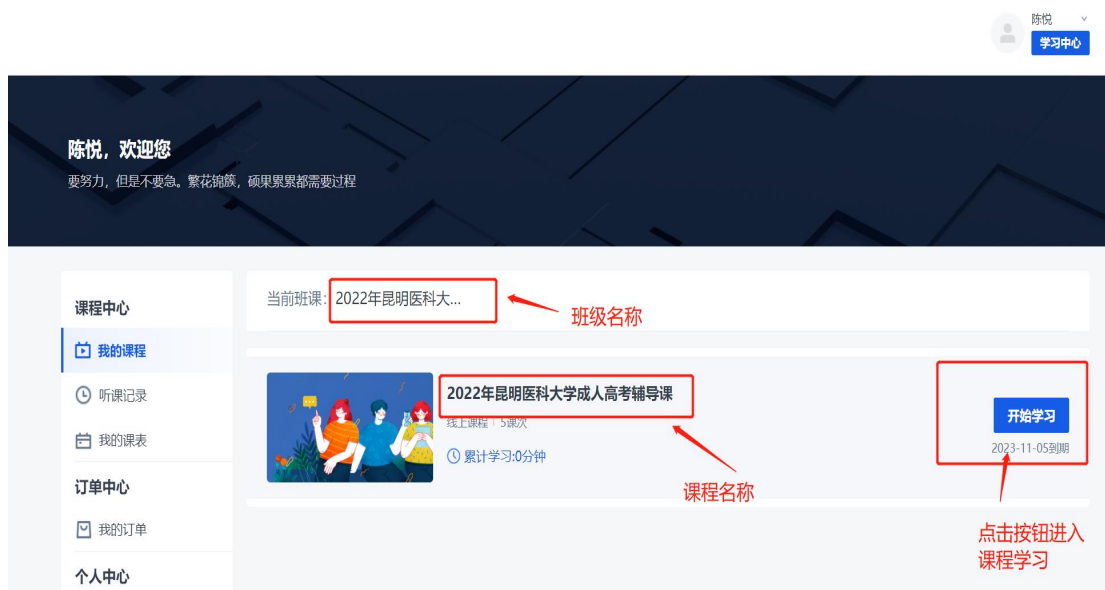 陈悦
学习中心
陈悦，欢迎您
要努力，但是不要急。繁花锦簇，硕果累累都需要过程
课程中心
我的课程
听课记录
我的课表
订单中心
我的订单
个人中心
当前班课：2022年昆明医科大...
班级名称
2022年昆明医科大学成人高考辅导课
线上课程 | 5课次
累计学习:0分钟
课程名称
开始学习
2023-11-05到期
点击按钮进入
课程学习